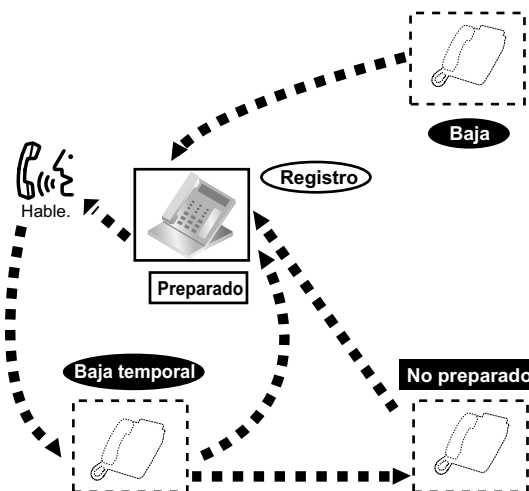 Baja
Registro
Hable.
Preparado
Baja temporal
No preparado